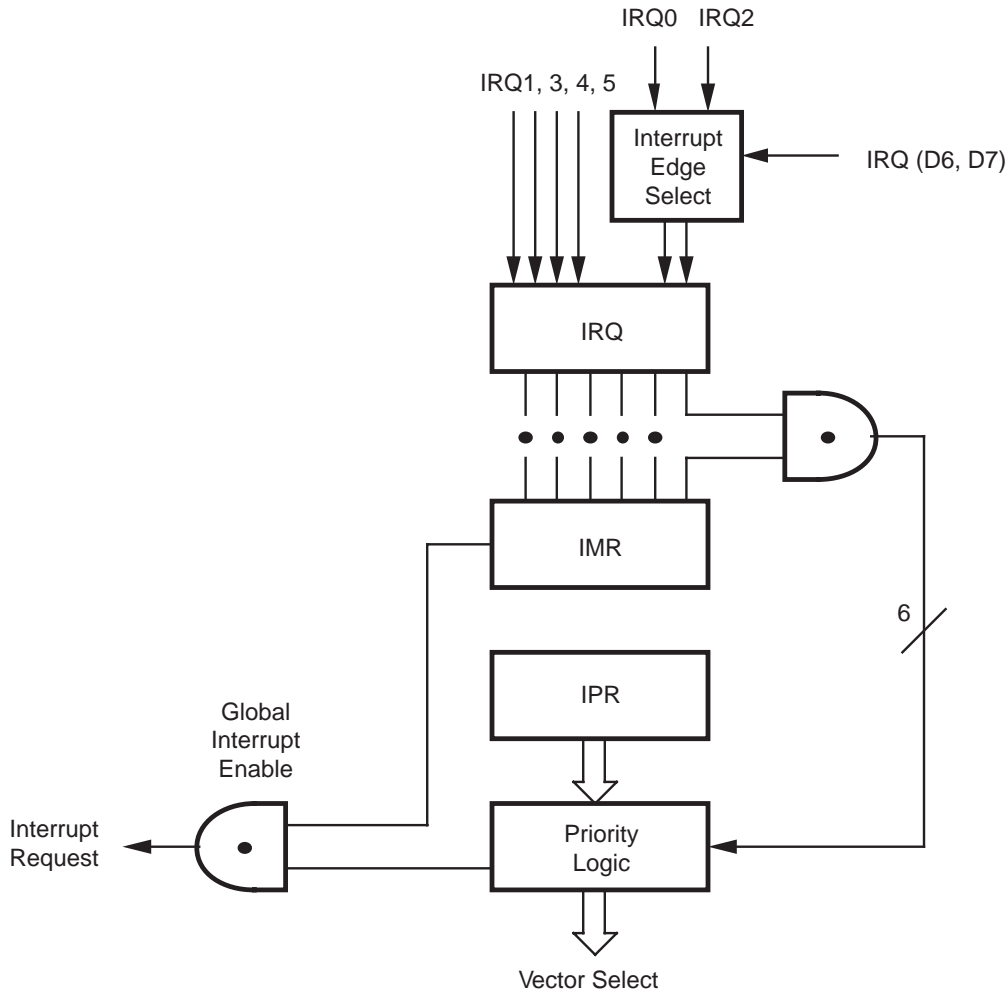 IRQ0 IRQ2
IRQ1, 3, 4, 5
Interrupt
Edge
Select
IRQ (D6, D7)
IRQ
IMR
6
IPR
Global
Interrupt
Enable
Interrupt
Request
Priority
Logic
Vector Select